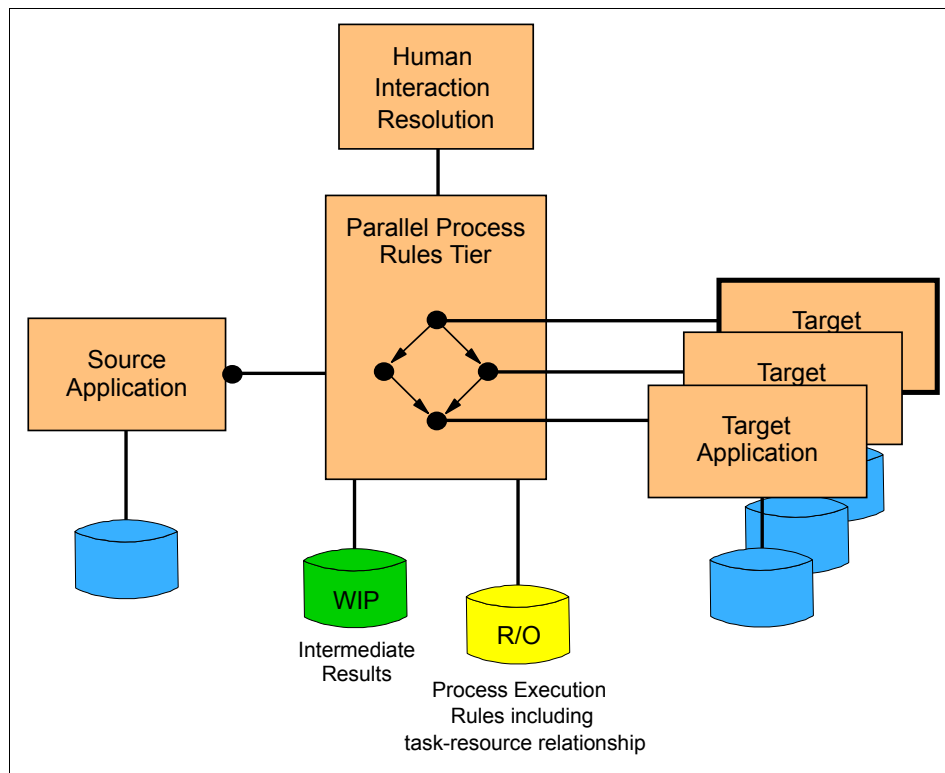 Human
Interaction
Resolution
Parallel Process
Rules Tier
Source
Application
Target
Target
Target
Application
WIP
Intermediate
Results
R/O
Process Execution
Rules including
task-resource relationship